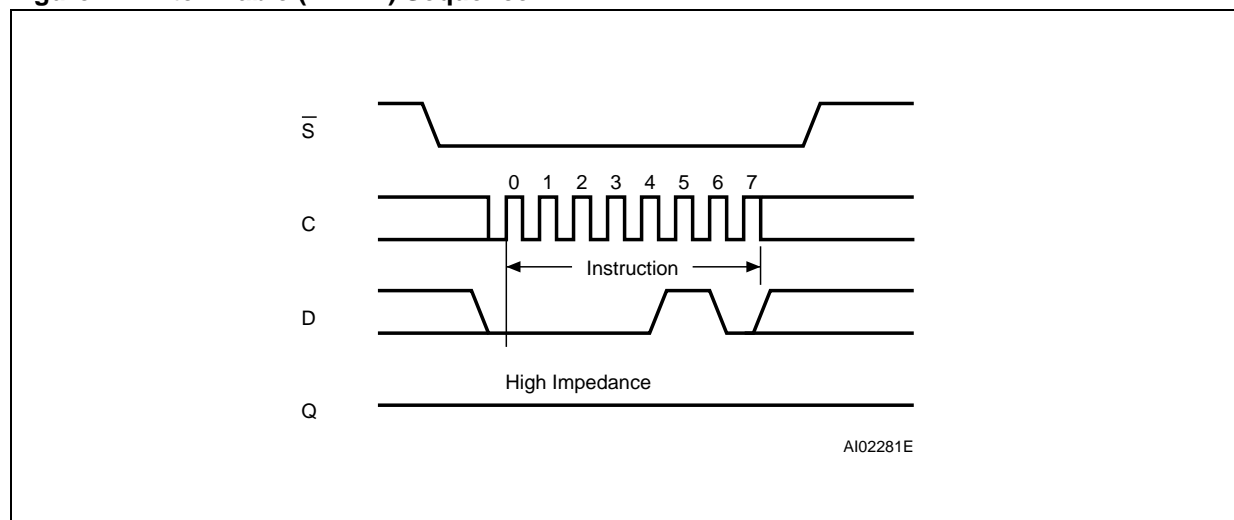 S̅
0 1 2 3 4 5 6 7
C
Instruction
D
High Impedance
Q
AI02281E